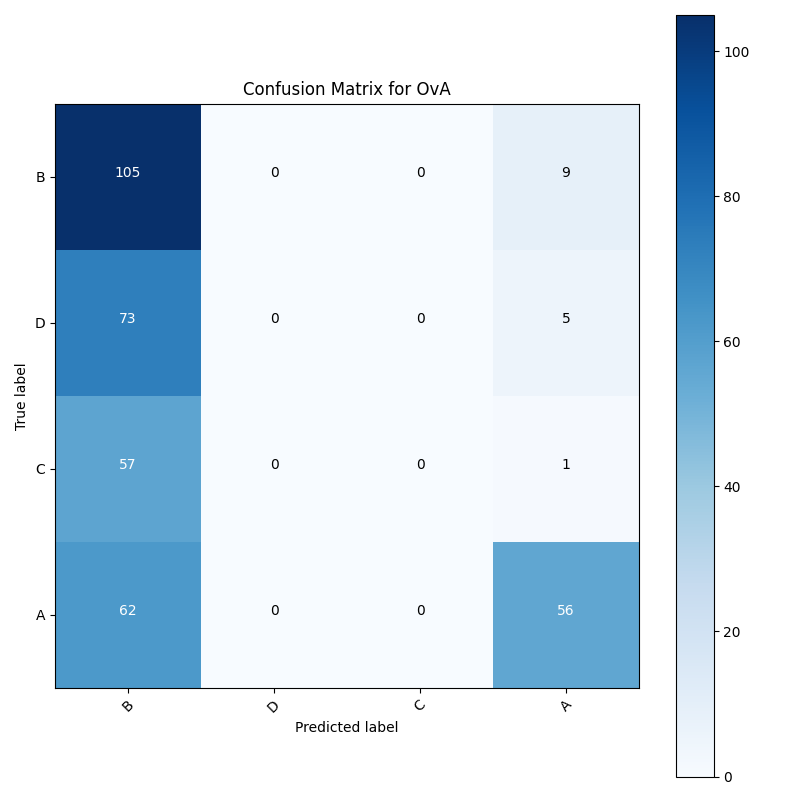 Confusion Matrix for OvA
B 105 0 0 9
D 73 0 0 5
C 57 0 0 1
A 62 0 0 56
B D C A
Predicted label
True label
100
80
60
40
20
0